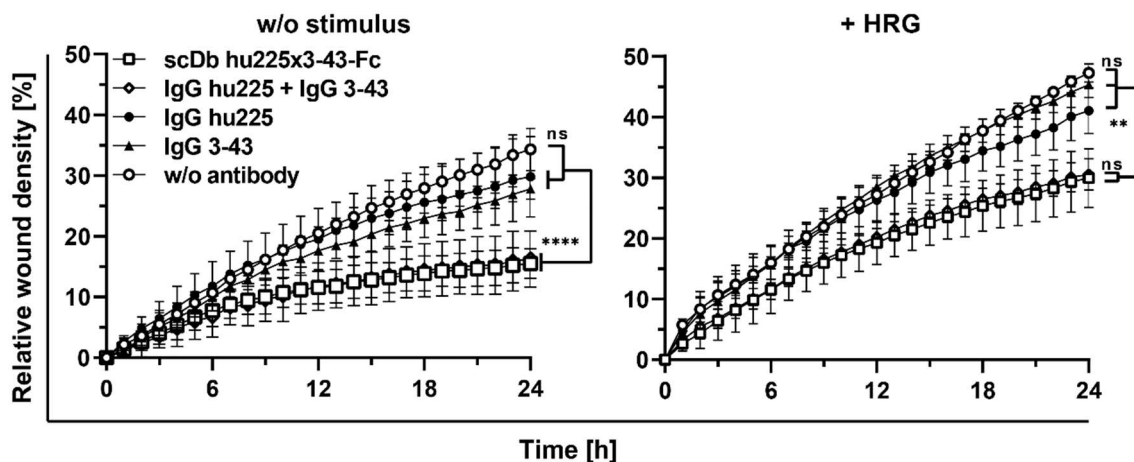 w/o stimulus
+ HRG
Relative wound density [%]
50
40
30
20
10
0
scDb hu225x3-43-Fc
IgG hu225 + IgG 3-43
IgG hu225
IgG 3-43
w/o antibody
ns
****
0 6 12 18 24
50
40
30
20
10
0
ns
**
ns
0 6 12 18 24
Time [h]